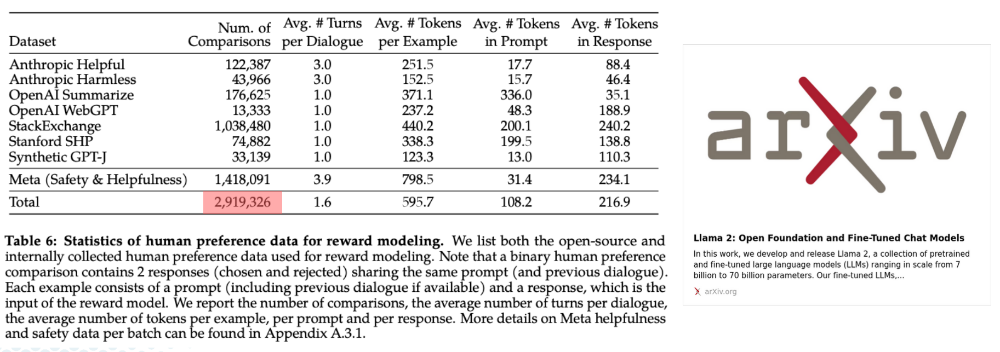 Dataset Num. of Comparisons Avg. # Turns per Dialogue Avg. # Tokens per Example Avg. # Tokens in Prompt Avg. # Tokens in Response
Anthropic Helpful 122,387 3.0 251.5 17.7 88.4
Anthropic Harmless 43,966 3.0 152.5 15.7 46.4
OpenAI Summarize 176,625 1.0 371.1 336.0 35.1
OpenAI WebGPT 13,333 1.0 237.2 48.3 188.9
StackExchange 1,038,480 1.0 440.2 200.1 240.2
Stanford SHP 74,882 1.0 338.3 199.5 138.8
Synthetic GPT-J 33,139 1.0 123.3 13.0 110.3
Meta (Safety & Helpfulness) 1,418,091 3.9 798.5 31.4 234.1
Total 2,919,326 1.6 595.7 108.2 216.9
Table 6: Statistics of human preference data for reward modeling. We list both the open-source and
internally collected human preference data used for reward modeling. Note that a binary human preference
comparison contains 2 responses (chosen and rejected) sharing the same prompt (and previous dialogue).
Each example consists of a prompt (including previous dialogue if available) and a response, which is the
input of the reward model. We report the number of comparisons, the average number of turns per dialogue,
the average number of tokens per example, per prompt and per response. More details on Meta helpfulness
and safety data per batch can be found in Appendix A.3.1.
arXiv
Llama 2: Open Foundation and Fine-Tuned Chat Models
In this work, we develop and release Llama 2, a collection of pretrained
and fine-tuned large language models (LLMs) ranging in scale from 7
billion to 70 billion parameters. Our fine-tuned LLMs,...
arXiv.org